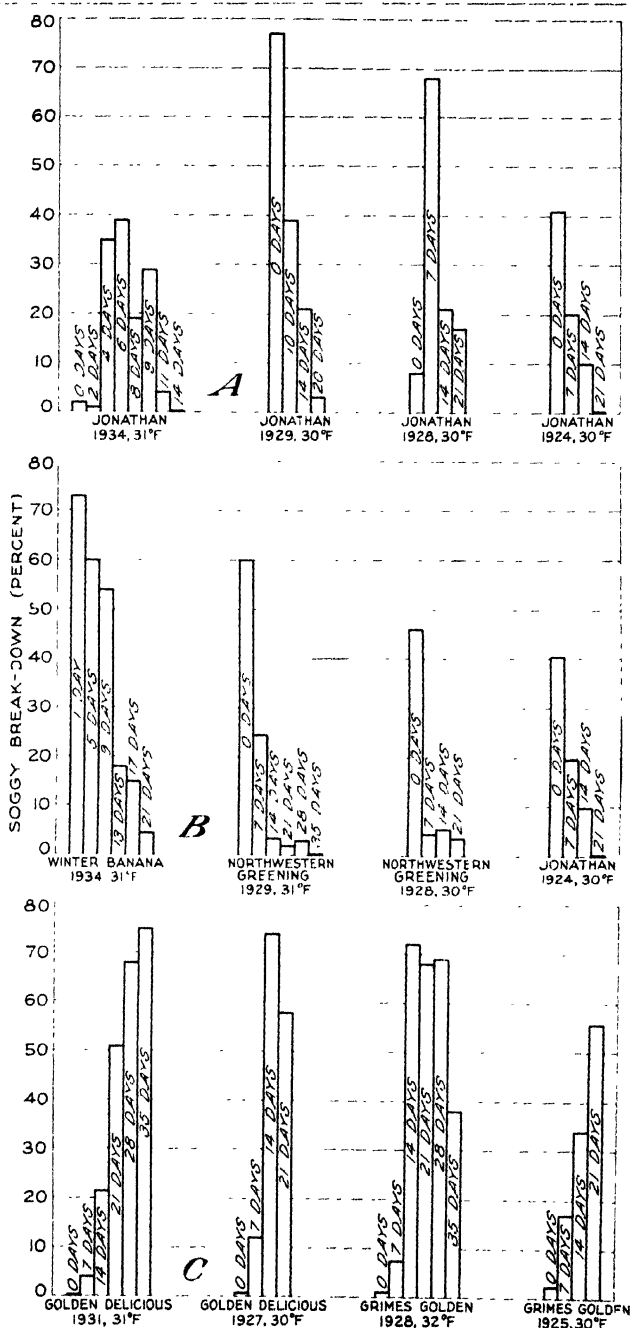 80
70
60
50
40
30
20
10
0
0 DAYS
2 DAYS
4 DAYS
6 DAYS
8 DAYS
9 DAYS
11 DAYS
14 DAYS
A
0 DAYS
10 DAYS
14 DAYS
20 DAYS
0 DAYS
7 DAYS
14 DAYS
21 DAYS
0 DAYS
7 DAYS
14 DAYS
21 DAYS
JONATHAN
1934, 31°F
JONATHAN
1929, 30°F
JONATHAN
1928, 30°F
JONATHAN
1924, 30°F
SOGGY BREAK-DOWN (PERCENT)
80
70
60
50
40
30
20
10
0
1 DAY
5 DAYS
9 DAYS
13 DAYS
17 DAYS
21 DAYS
B
0 DAYS
7 DAYS
14 DAYS
21 DAYS
28 DAYS
35 DAYS
0 DAYS
7 DAYS
14 DAYS
21 DAYS
0 DAYS
7 DAYS
14 DAYS
21 DAYS
WINTER BANANA
1934 31°F
NORTHWESTERN
GREENING
1929, 31°F
NORTHWESTERN
GREENING
1928, 30°F
JONATHAN
1924, 30°F
80
70
60
50
40
30
20
10
0
0 DAYS
7 DAYS
14 DAYS
21 DAYS
28 DAYS
35 DAYS
C
0 DAYS
7 DAYS
14 DAYS
21 DAYS
0 DAYS
7 DAYS
14 DAYS
21 DAYS
28 DAYS
35 DAYS
0 DAYS
7 DAYS
14 DAYS
21 DAYS
GOLDEN DELICIOUS
1931, 31°F
GOLDEN DELICIOUS
1927, 30°F
GRIMES GOLDEN
1928, 32°F
GRIMES GOLDEN
1925, 30°F